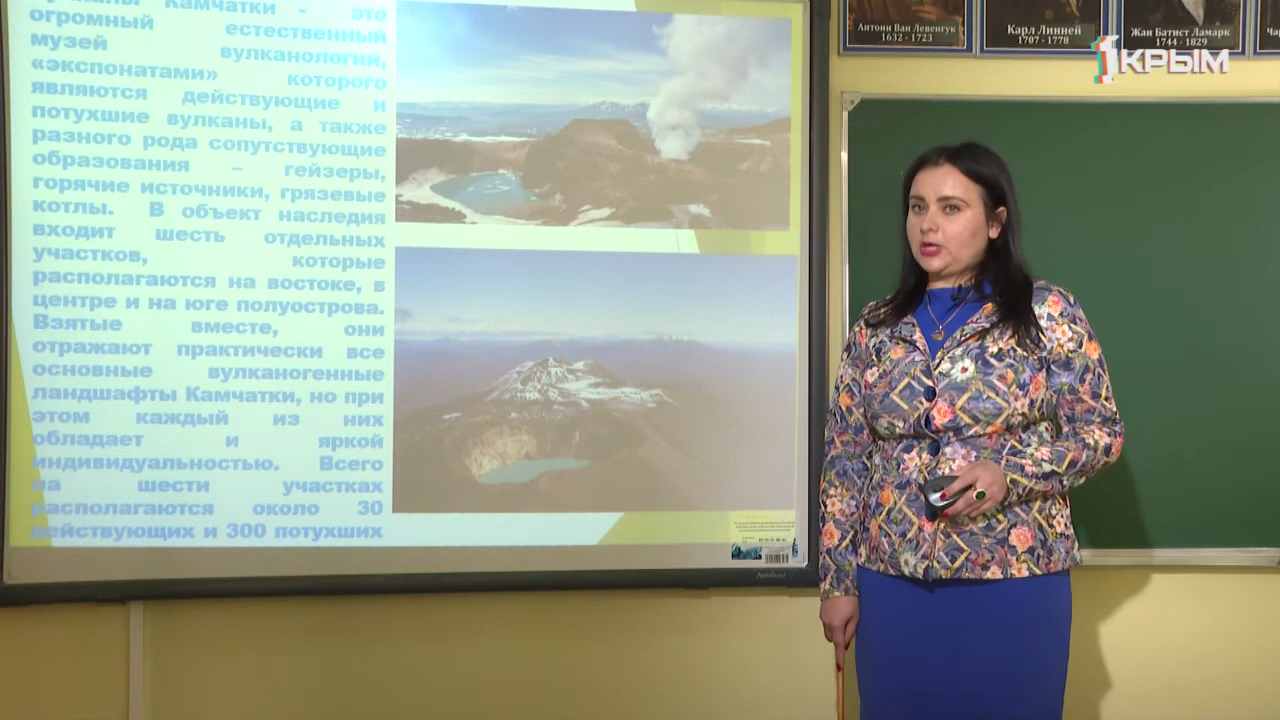 Вулканы Камчатки - это
огромный естественный
музей вулканологии,
«экспонатами» которого
являются действующие и
потухшие вулканы, а также
разного рода сопутствующие
образования – гейзеры,
горячие источники, грязевые
котлы. В объект наследия
входит шесть отдельных
участков, которые
располагаются на востоке, в
центре и на юге полуострова.
Взятые вместе, они
отражают практически все
основные вулканогенные
ландшафты Камчатки, но при
этом каждый из них
обладает и яркой
индивидуальностью. Всего
на шести участках
располагаются около 30
действующих и 300 потухших
Антони Ван Левенгук
1632 - 1723
Карл Линней
1707 - 1778
Жан Батист Ламарк
1744 - 1829
1КРЫМ